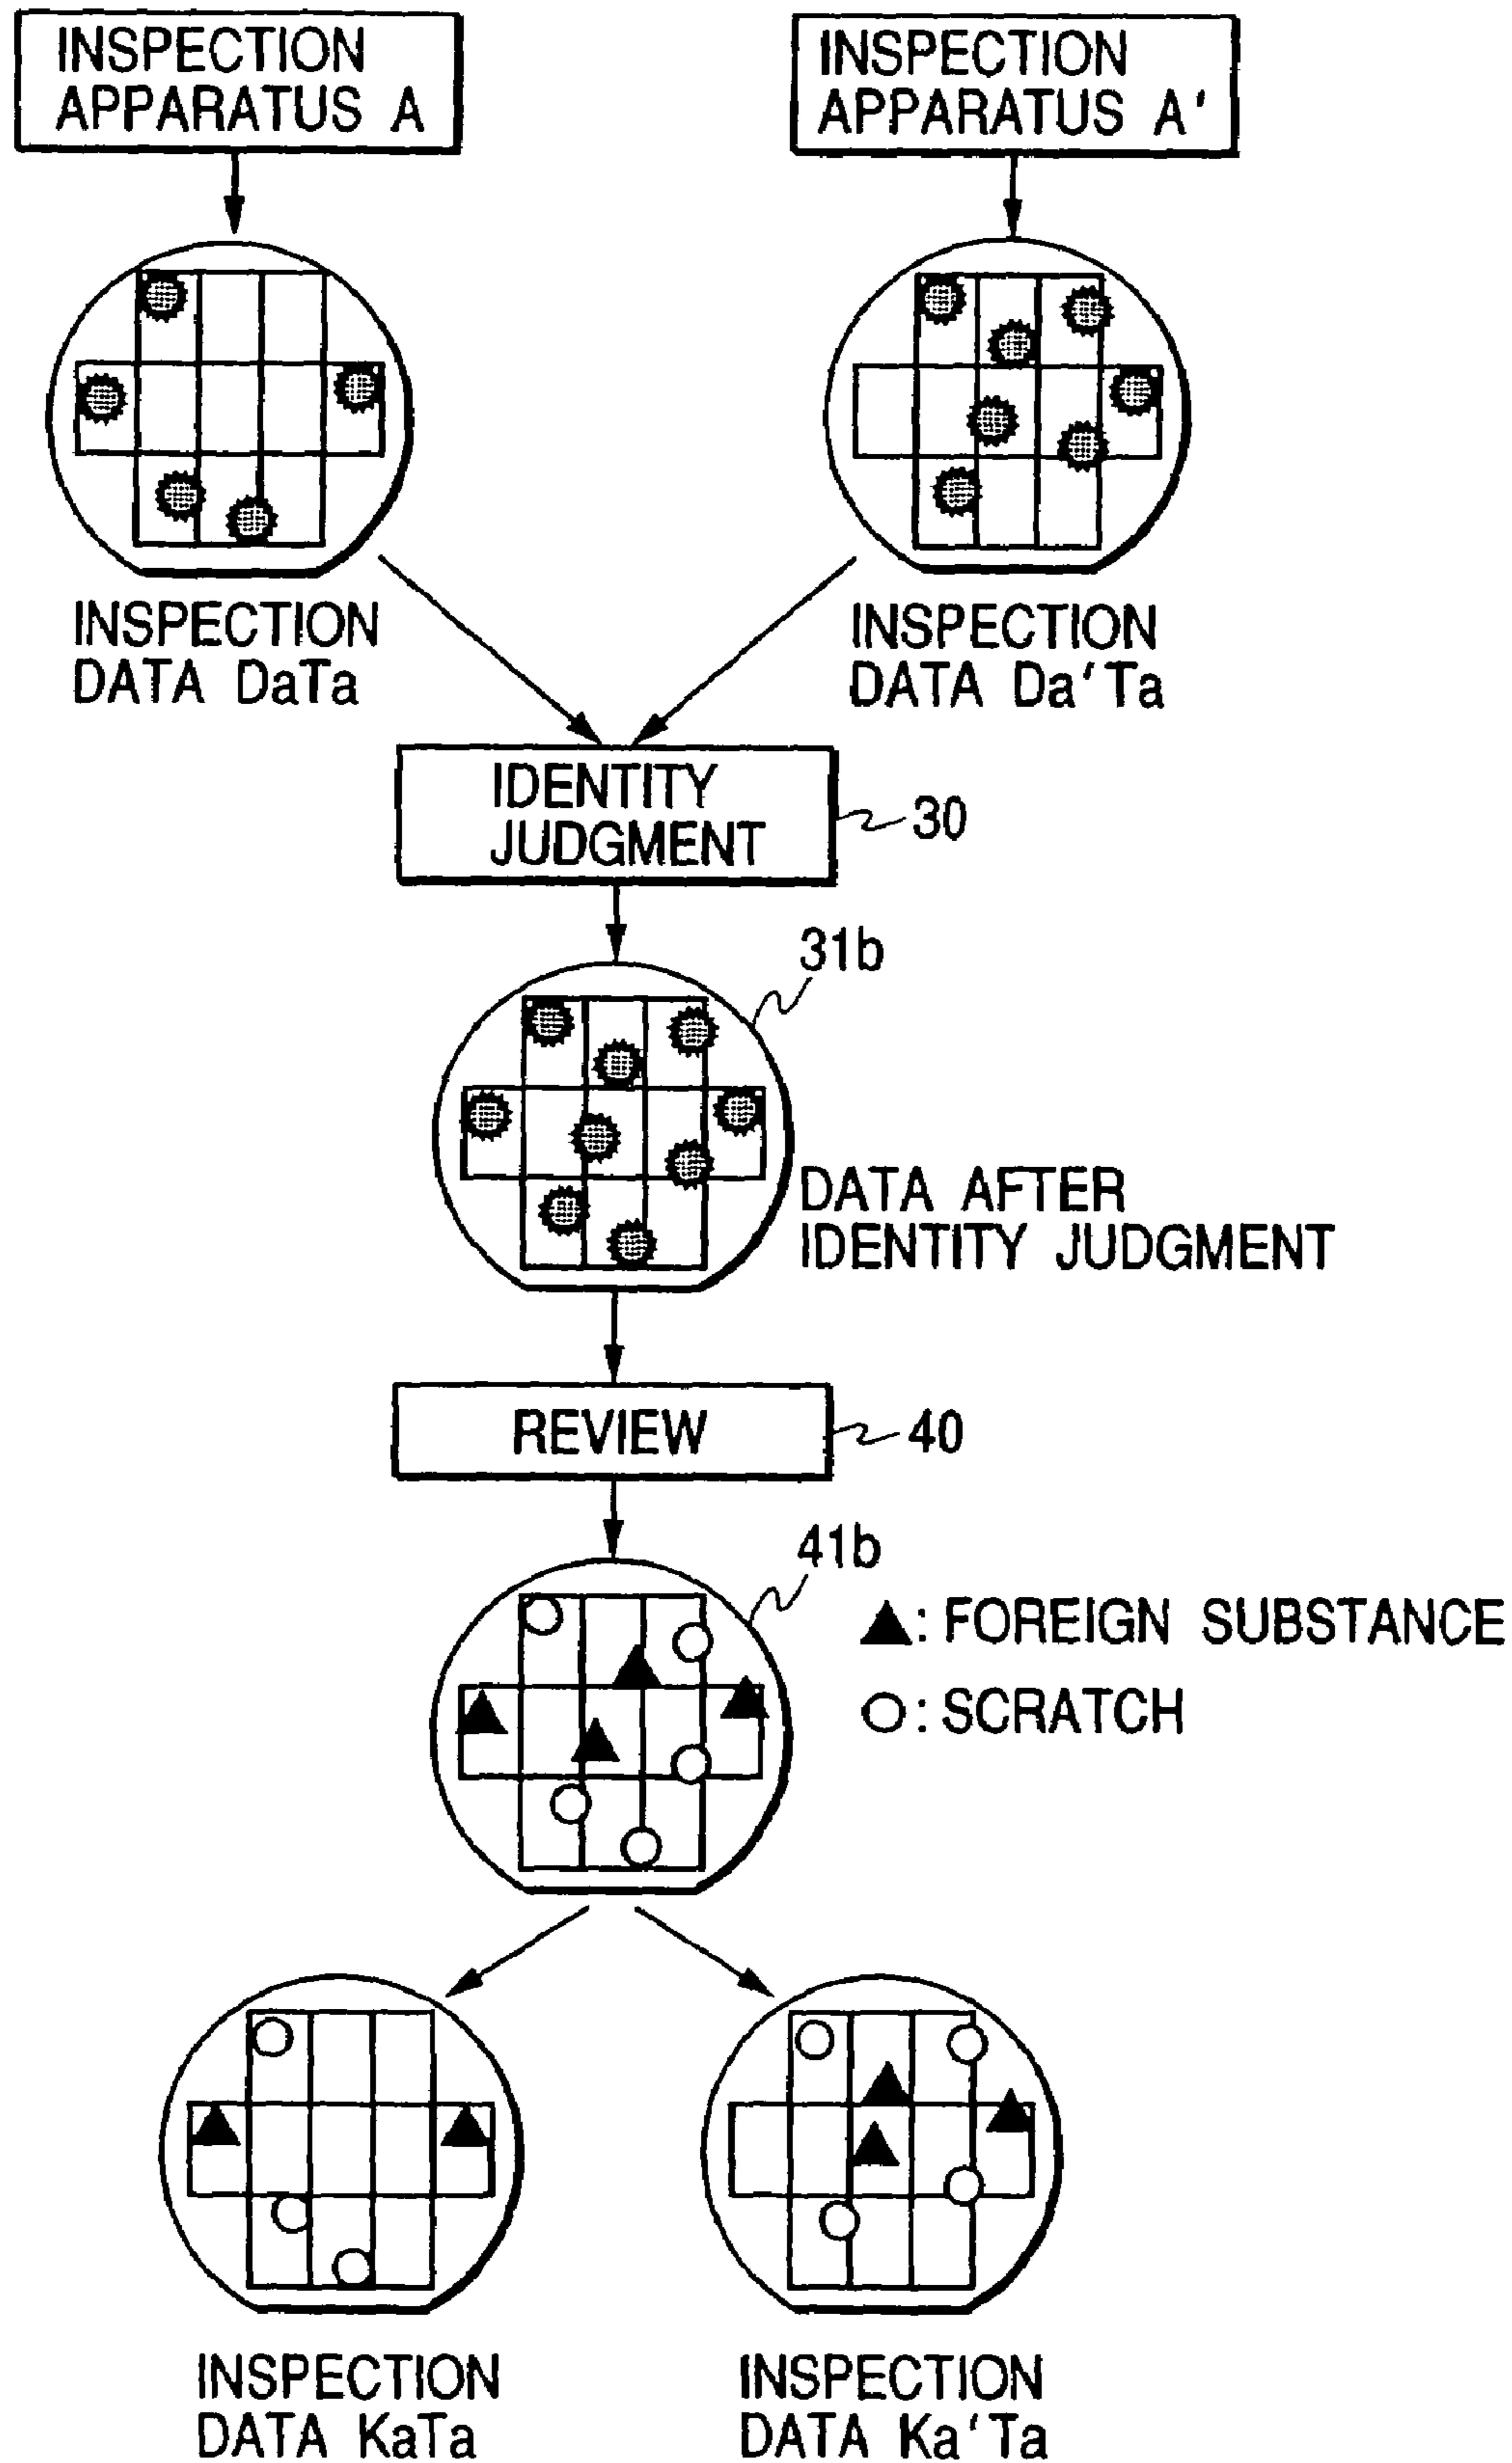 INSPECTION
APPARATUS A
INSPECTION
APPARATUS A'
INSPECTION
DATA DaTa
INSPECTION
DATA Da'Ta
IDENTITY
JUDGMENT
30
31b
DATA AFTER
IDENTITY JUDGMENT
REVIEW
40
41b
▲: FOREIGN SUBSTANCE
○: SCRATCH
INSPECTION
DATA KaTa
INSPECTION
DATA Ka'Ta